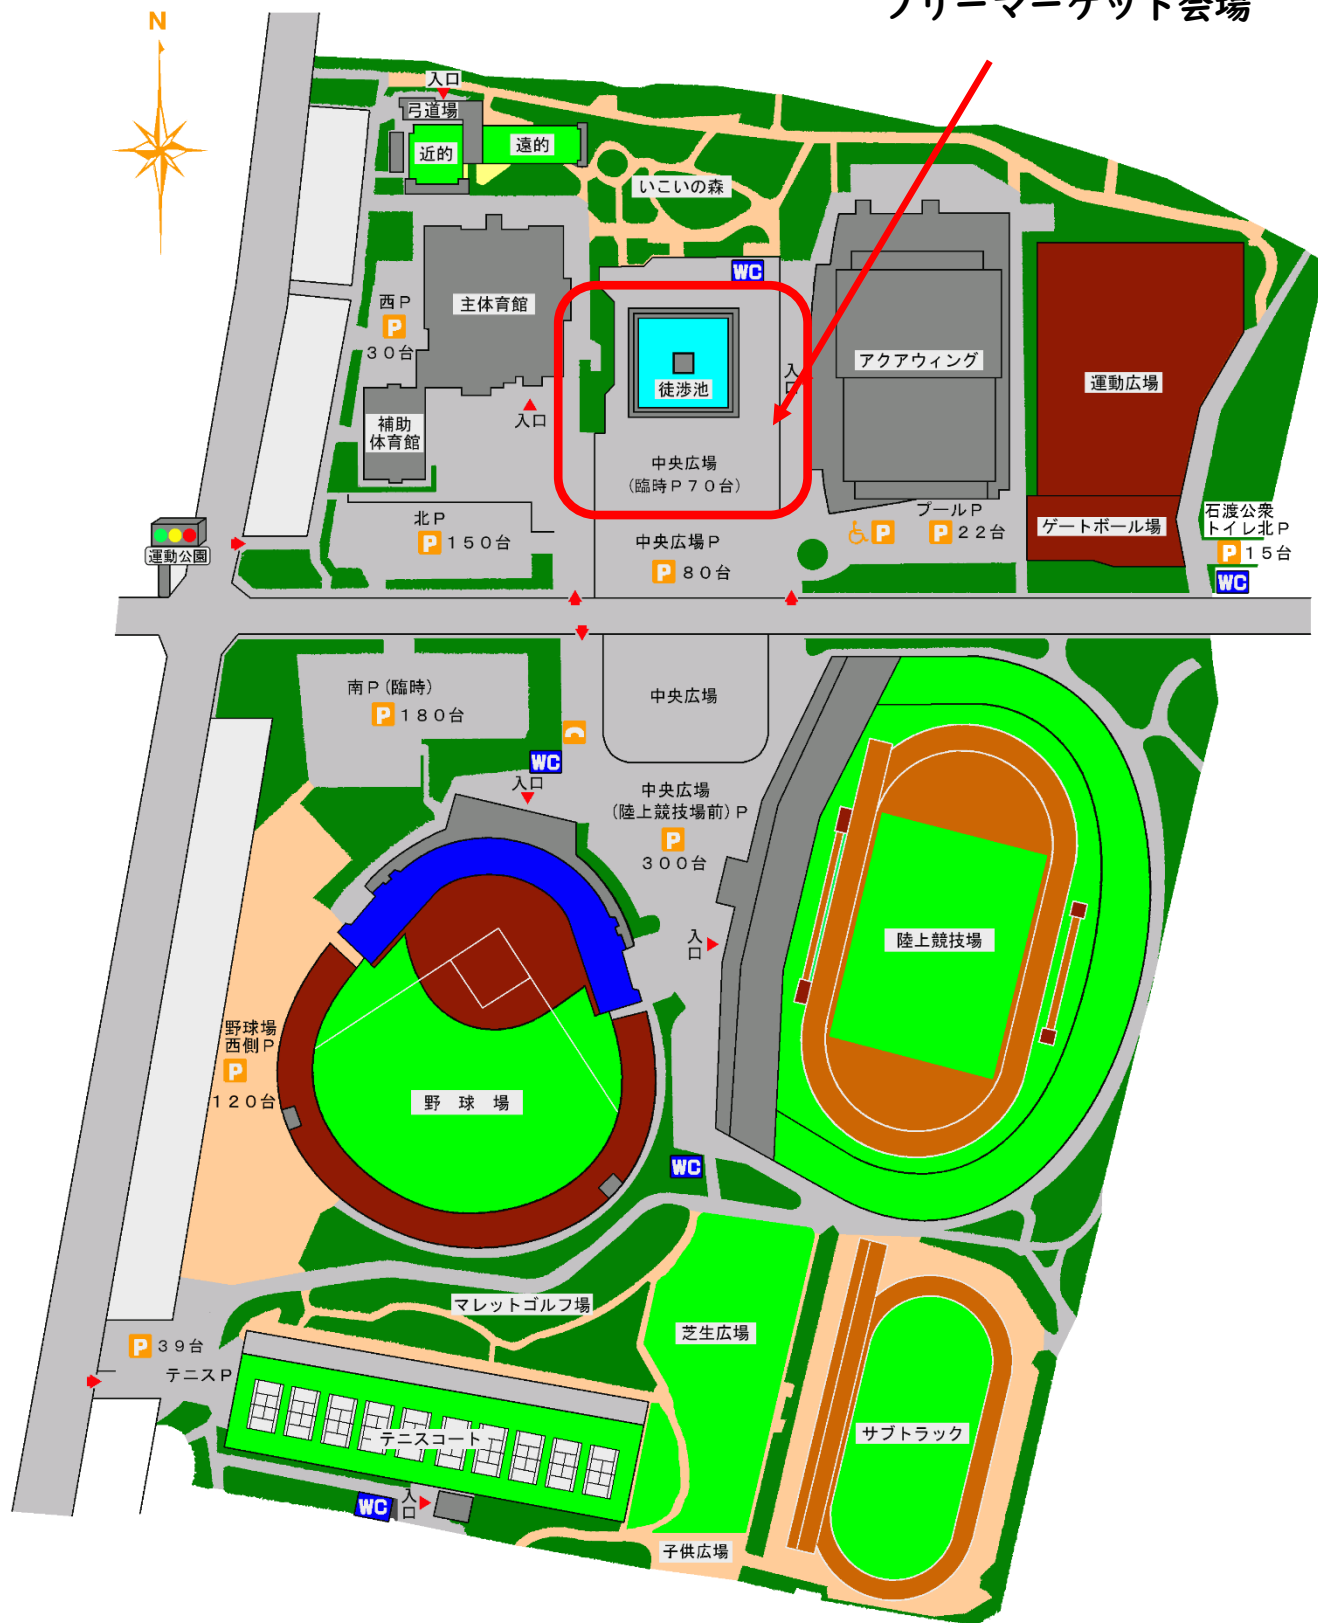 フリーマーケット会場
N
入口
弓道場
近的
遠的
いこいの森
WC
西P
P
30台
主体育館
徒渉池
入口
アクアウィング
運動広場
補助
体育館
入口
中央広場
(臨時P70台)
北P
P 150台
中央広場P
P 80台
P
プールP
P 22台
ゲートボール場
石渡公衆
トイレ北P
P 15台
WC
運動公園
南P(臨時)
P 180台
中央広場
WC
入口
中央広場
(陸上競技場前)P
P
300台
入口
陸上競技場
野球場
西側P
P
120台
野球場
WC
マレットゴルフ場
芝生広場
P 39台
テニスP
テニスコート
サブトラック
WC
入口
子供広場